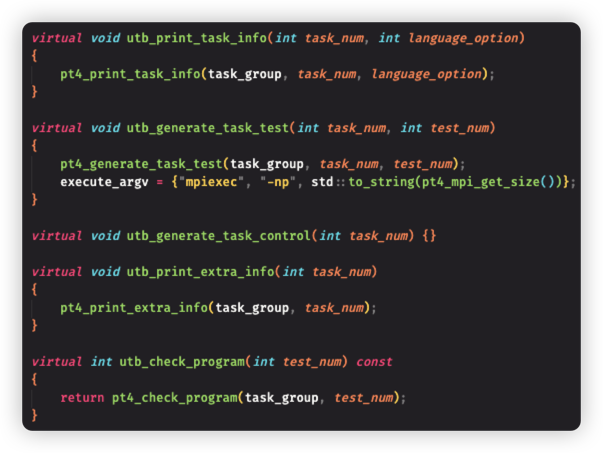 virtual void utb_print_task_info(int task_num, int language_option)
{
    pt4_print_task_info(task_group, task_num, language_option);
}

virtual void utb_generate_task_test(int task_num, int test_num)
{
    pt4_generate_task_test(task_group, task_num, test_num);
    execute_argv = {"mpiexec", "-np", std::to_string(pt4_mpi_get_size())};
}

virtual void utb_generate_task_control(int task_num) {}

virtual void utb_print_extra_info(int task_num)
{
    pt4_print_extra_info(task_group, task_num);
}

virtual int utb_check_program(int test_num) const
{
    return pt4_check_program(task_group, test_num);
}